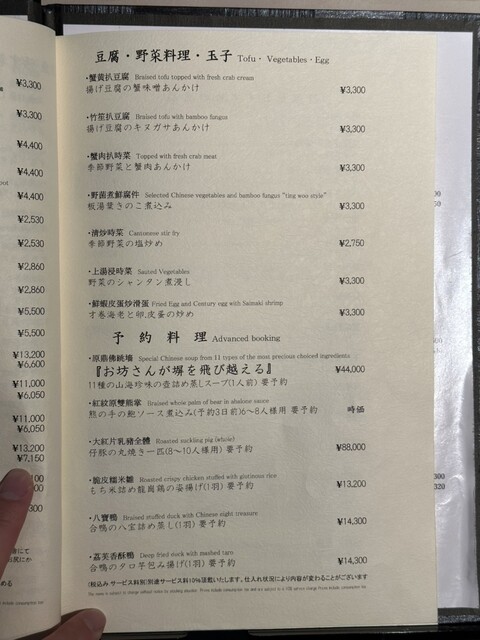 ¥3,300
¥3,300
¥4,400
¥4,400
¥4,400
¥2,530
¥2,530
¥2,860
¥2,860
¥5,500
¥5,500
¥13,200
¥6,600
¥11,000
¥6,050
¥11,000
¥6,050
¥13,200
¥7,150
豆腐・野菜料理・玉子 Tofu・Vegetables・Egg
・蟹黄扒豆腐 Braised tofu topped with fresh crab cream
揚げ豆腐の蟹味噌あんかけ ¥3,300
・竹笙扒豆腐 Braised tofu with bamboo fungus
揚げ豆腐のキヌガサあんかけ ¥3,300
・蟹肉扒時菜 Topped with fresh crab meat
季節野菜と蟹肉あんかけ ¥3,300
・野菌煮鮮腐件 Selected Chinese vegetables and bamboo fungus "ting woo style"
板湯葉きのこ煮込み ¥3,300
・清炒時菜 Cantonese stir fry
季節野菜の塩炒め ¥2,750
・上湯浸時菜 Sauted Vegetables
野菜のシャンタン煮浸し ¥3,300
・鮮蝦皮蛋炒滑蛋 Fried Egg and Century egg with Saimaki shrimp
才巻海老と卵,皮蛋の炒め ¥3,300
予約料理 Advanced booking
・原鼎佛跳墻 Special Chinese soup from 11 types of the most precious choiced ingredients
『お坊さんが塀を飛び越える』 ¥44,000
11種の山海珍味の壺詰め蒸しスープ(1人前) 要予約
・紅紋原雙熊掌 Braised whole palm of bear in abalone sauce
熊の手の鮑ソース煮込み(予約3日前)6〜8人様用 要予約 時価
・大紅片乳豬全體 Roasted suckling pig (whole)
仔豚の丸焼き一匹(8〜10人様用) 要予約 ¥88,000
・脆皮糯米雛 Roasted crispy chicken stuffed with glutinous rice
もち米詰め龍崗鶏の姿揚げ(1羽) 要予約 ¥13,200
・八寶鴨 Braised stuffed duck with Chinese eight treasure
合鴨の八宝詰め蒸し(1羽) 要予約 ¥14,300
・茘芙香酥鴨 Deep fried duck with mashed taro
合鴨のタロ芋包み揚げ(1羽) 要予約 ¥14,300
(税込み,サービス料別)別途サービス料10%頂戴いたします。仕入れ状況により内容が変わることがございます